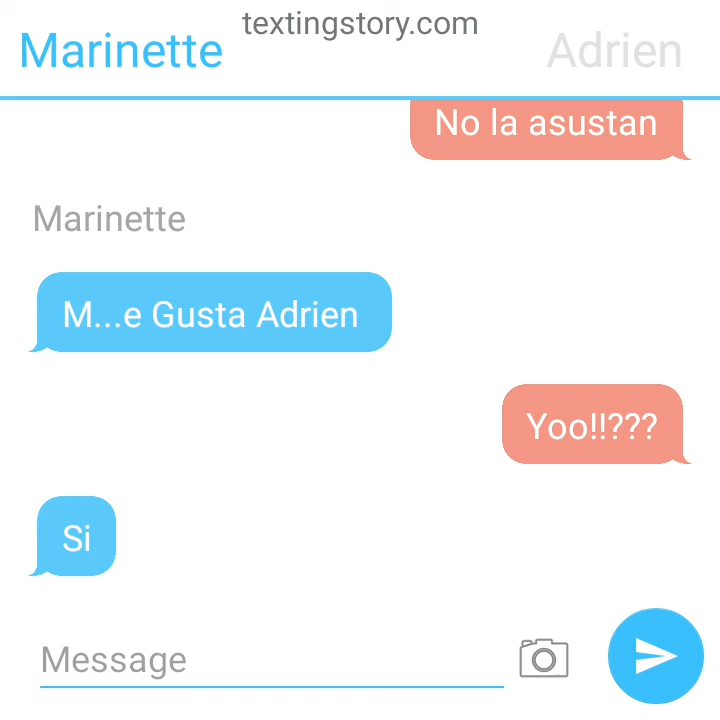 textingstory.com
Marinette
Adrien
No la asustan
Marinette
M...e Gusta Adrien
Yoo!!???
Si
Message